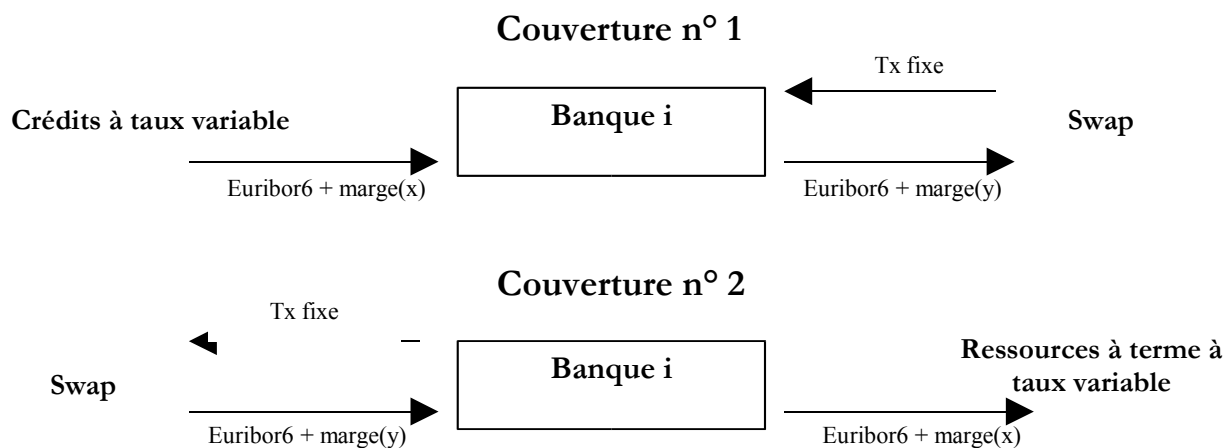 Couverture n° 1
Tx fixe
Crédits à taux variable
Banque i
Swap
Euribor6 + marge(x)
Euribor6 + marge(y)
Couverture n° 2
Tx fixe
Swap
Banque i
Ressources à terme à
taux variable
Euribor6 + marge(y)
Euribor6 + marge(x)